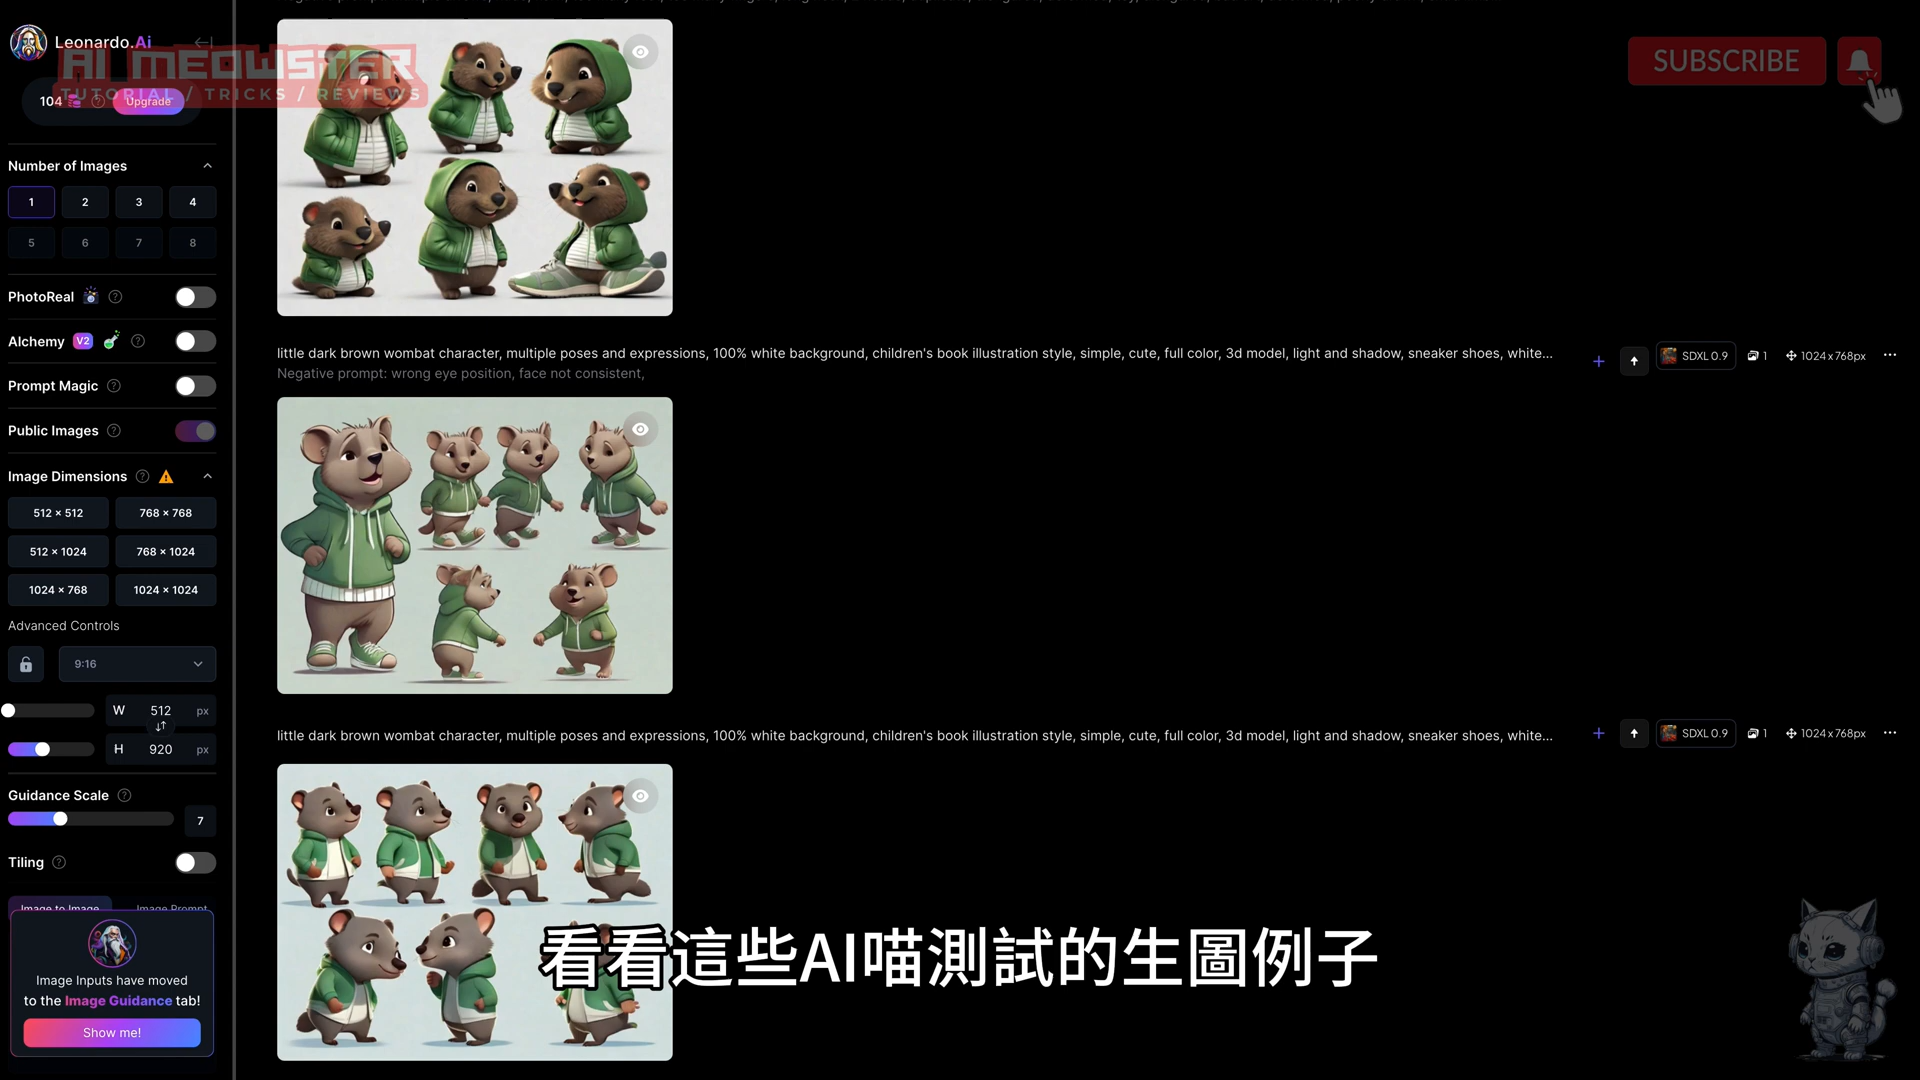 Leonardo.Ai
AI MEOWSTER
TUTORIAL / TRICKS / REVIEWS
104
Upgrade
SUBSCRIBE
Number of Images
1 2 3 4
5 6 7 8
PhotoReal
Alchemy V2
Prompt Magic
Public Images
Image Dimensions
512 × 512 768 × 768
512 × 1024 768 × 1024
1024 × 768 1024 × 1024
Advanced Controls
9:16
W 512 px
H 920 px
Guidance Scale
7
Tiling
Image to Image Image Prompt
Image Inputs have moved
to the Image Guidance tab!
Show me!
little dark brown wombat character, multiple poses and expressions, 100% white background, children's book illustration style, simple, cute, full color, 3d model, light and shadow, sneaker shoes, white...
Negative prompt: wrong eye position, face not consistent,
SDXL 0.9 1 1024 x 768px
little dark brown wombat character, multiple poses and expressions, 100% white background, children's book illustration style, simple, cute, full color, 3d model, light and shadow, sneaker shoes, white...
SDXL 0.9 1 1024 x 768px
看看這些AI喵測試的生圖例子